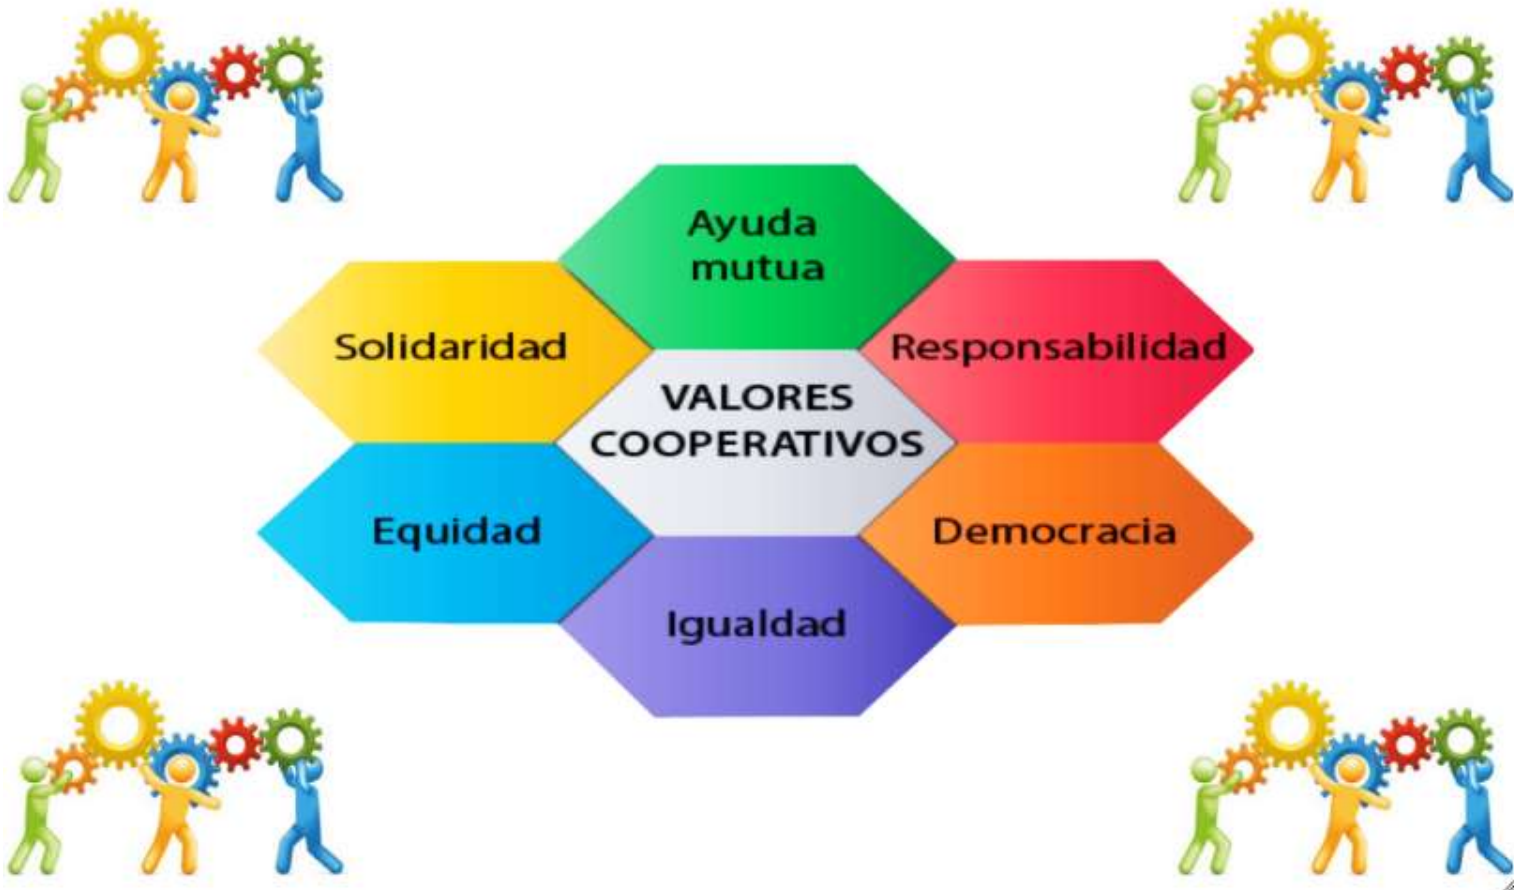 Ayuda
mutua
Solidaridad
Responsabilidad
VALORES
COOPERATIVOS
Equidad
Democracia
Igualdad